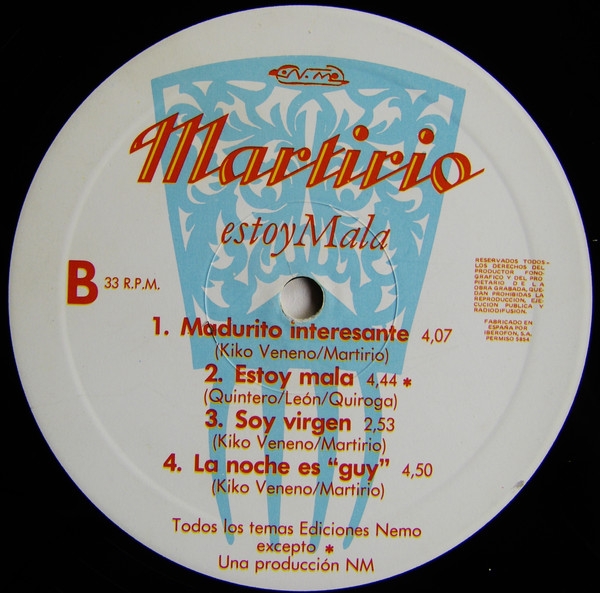 N.Mo
Martirio
estoyMala
B 33 R.P.M.
1. Madurito interesante 4,07
(Kiko Veneno/Martirio)
2. Estoy mala 4,44 *
(Quintero/León/Quiroga)
3. Soy virgen 2,53
(Kiko Veneno/Martirio)
4. La noche es “guy” 4,50
(Kiko Veneno/Martirio)
Todos los temas Ediciones Nemo
excepto *
Una producción NM
RESERVADOS TODOS-
LOS DERECHOS DEL
PRODUCTOR FONO-
GRAFICO Y DEL PRO-
PIETARIO DE LA
OBRA GRABADA, QUE-
DAN PROHIBIDAS LA
REPRODUCCION, EJE-
CUCION PUBLICA Y
RADIODIFUSION.
FABRICADO EN
ESPAÑA POR
IBEROFON, S.A.
PERMISO 5654